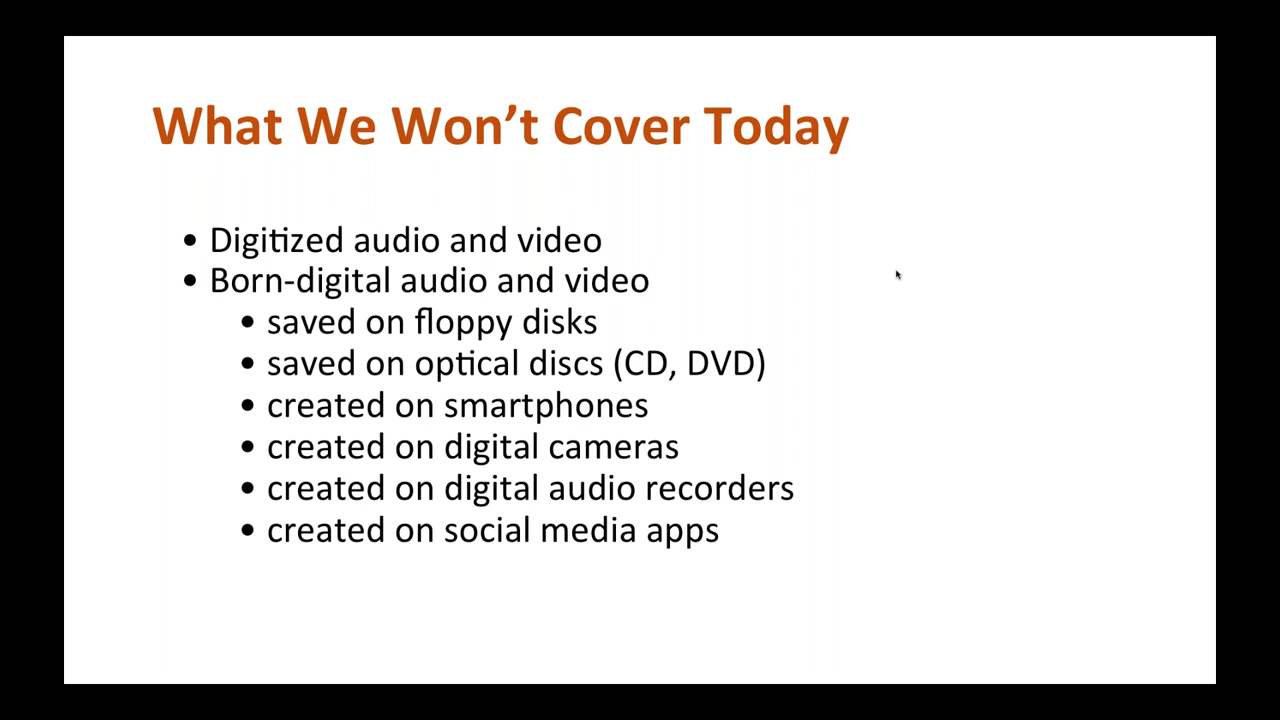 What We Won’t Cover Today
• Digitized audio and video
• Born-digital audio and video
• saved on floppy disks
• saved on optical discs (CD, DVD)
• created on smartphones
• created on digital cameras
• created on digital audio recorders
• created on social media apps